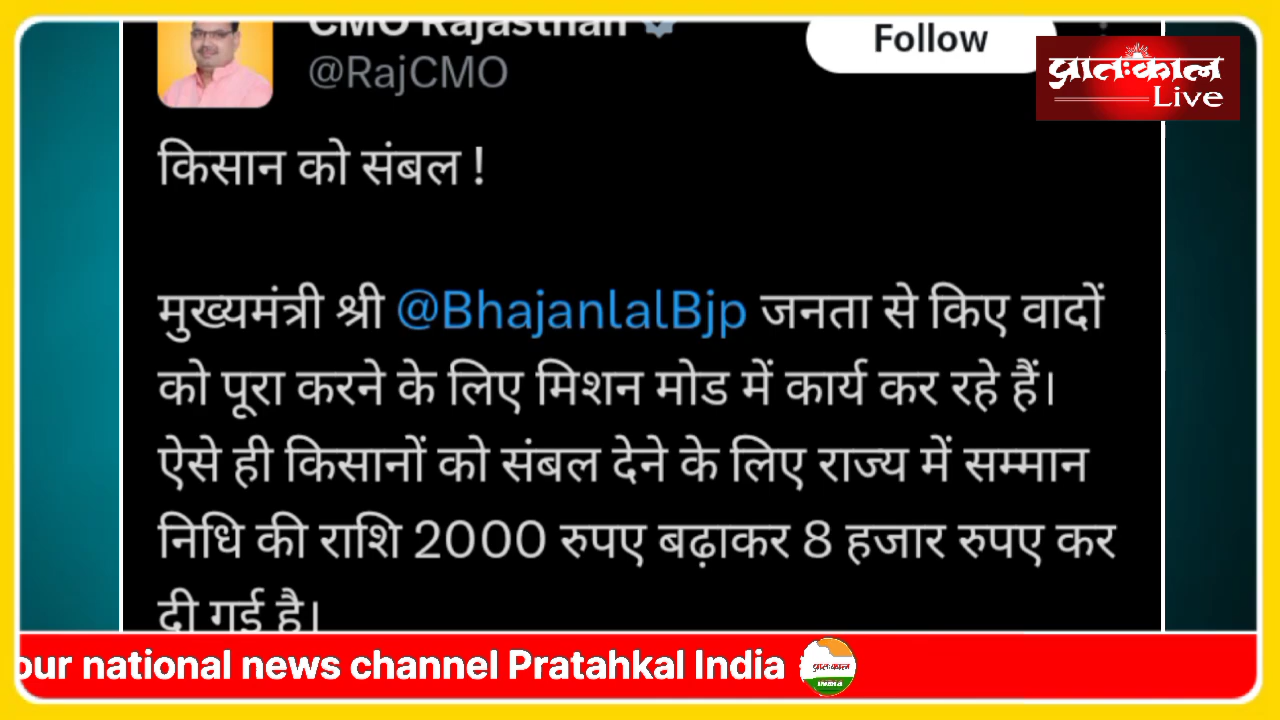 CMO Rajasthan
@RajCMO
Follow
प्रातःकाल
Live
किसान को संबल !
मुख्यमंत्री श्री @BhajanlalBjp जनता से किए वादों
को पूरा करने के लिए मिशन मोड में कार्य कर रहे हैं।
ऐसे ही किसानों को संबल देने के लिए राज्य में सम्मान
निधि की राशि 2000 रुपए बढ़ाकर 8 हजार रुपए कर
दी गई है।
our national news channel Pratahkal India
प्रातःकाल
INDIA